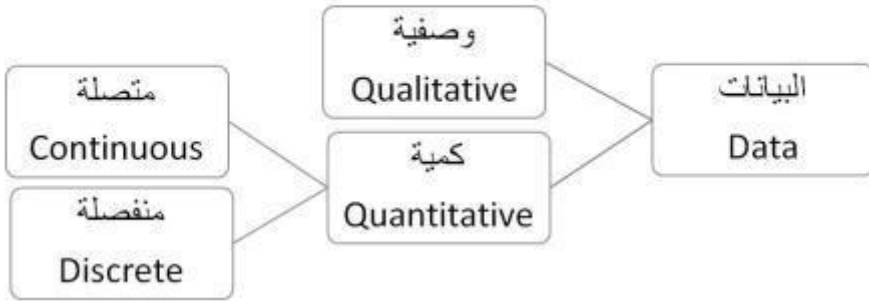 البيانات
Data
وصفية
Qualitative
كمية
Quantitative
متصلة
Continuous
منفصلة
Discrete